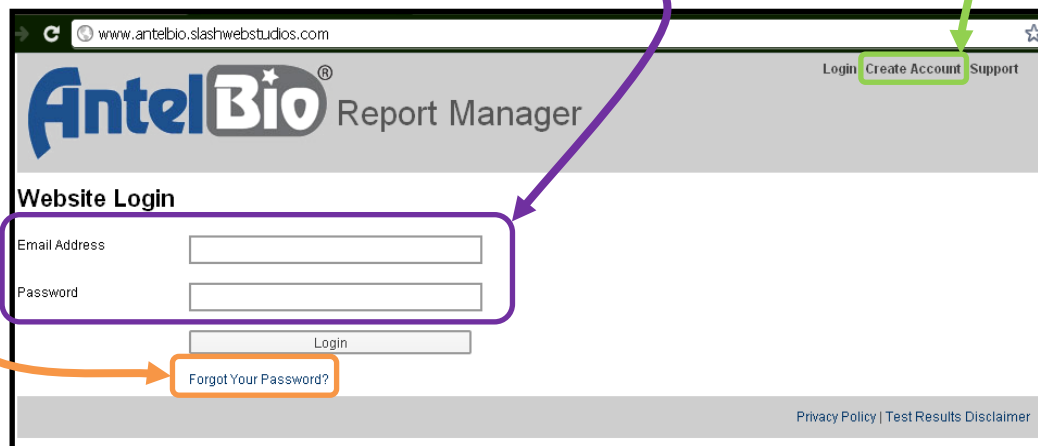 www.antelbio.slashwebstudios.com
Login Create Account Support
AntelBio® Report Manager
Website Login
Email Address
Password
Login
Forgot Your Password?
Privacy Policy | Test Results Disclaimer